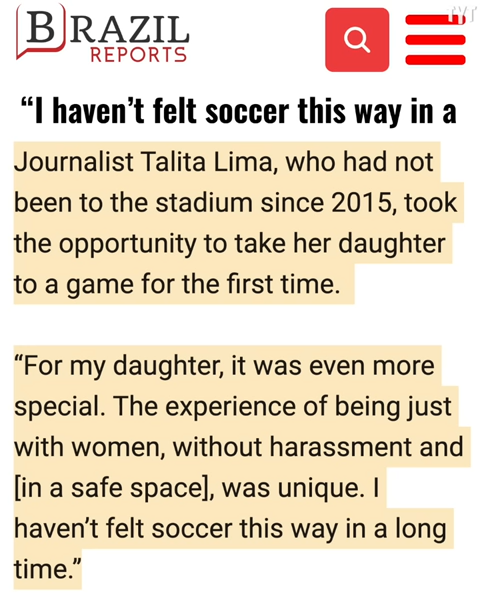 BRAZIL
REPORTS
TYT
“I haven’t felt soccer this way in a
Journalist Talita Lima, who had not
been to the stadium since 2015, took
the opportunity to take her daughter
to a game for the first time.
“For my daughter, it was even more
special. The experience of being just
with women, without harassment and
[in a safe space], was unique. I
haven’t felt soccer this way in a long
time.”